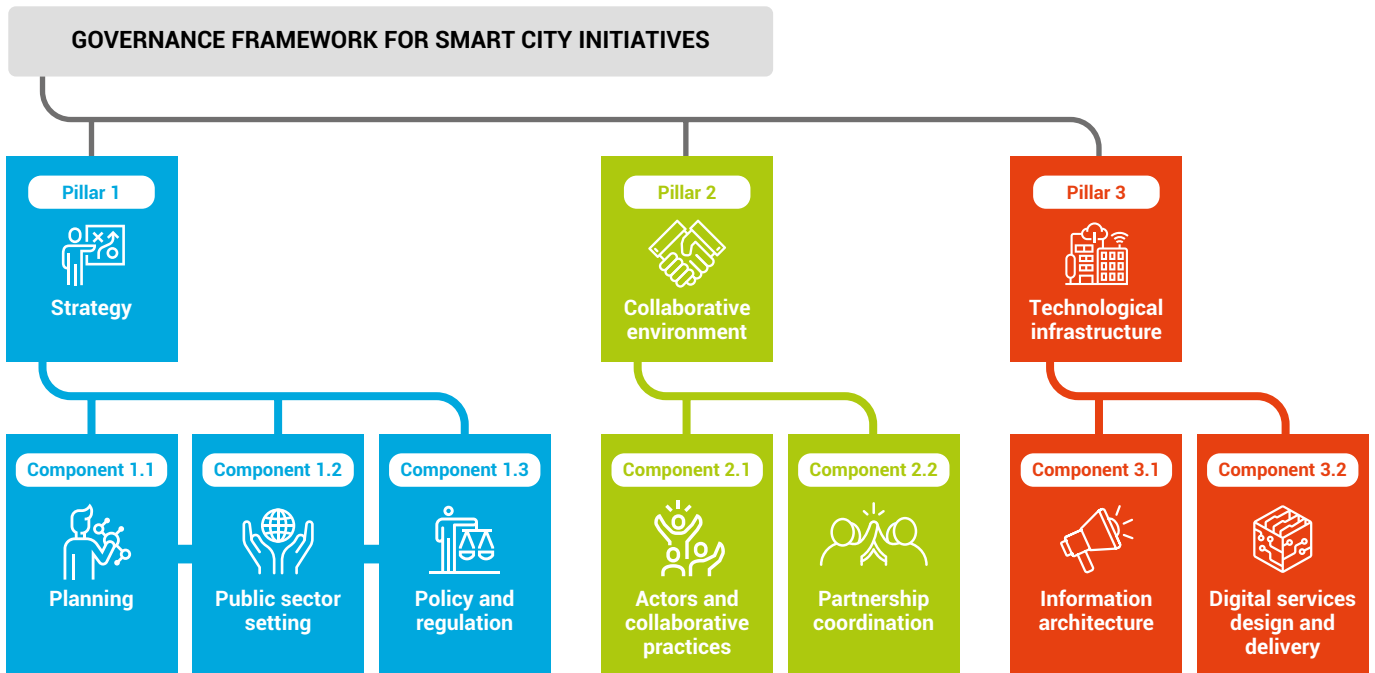 GOVERNANCE FRAMEWORK FOR SMART CITY INITIATIVES
Pillar 1
Strategy
Pillar 2
Collaborative
environment
Pillar 3
Technological
infrastructure
Component 1.1
Planning
Component 1.2
Public sector
setting
Component 1.3
Policy and
regulation
Component 2.1
Actors and
collaborative
practices
Component 2.2
Partnership
coordination
Component 3.1
Information
architecture
Component 3.2
Digital services
design and
delivery